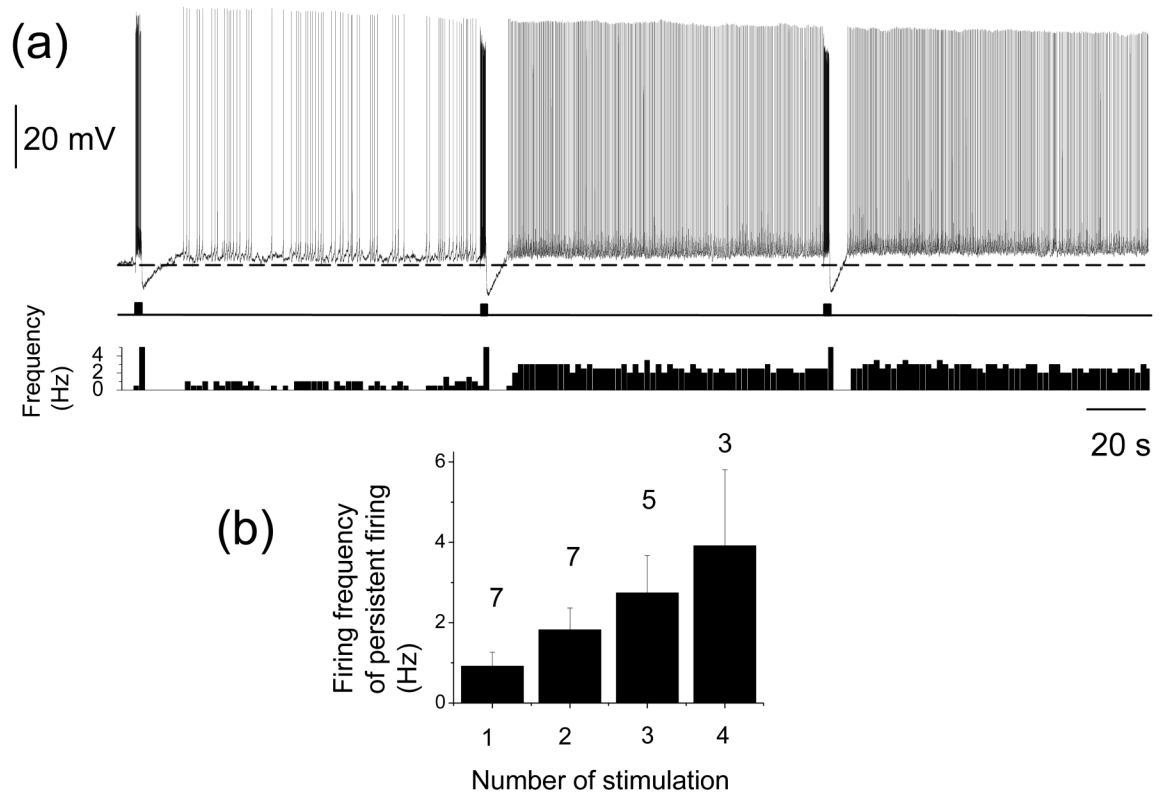 (a)
20 mV
Frequency
(Hz)
4
2
0
20 s
(b)
Firing frequency
of persistent firing
(Hz)
6
4
2
0
7
7
5
3
1
2
3
4
Number of stimulation